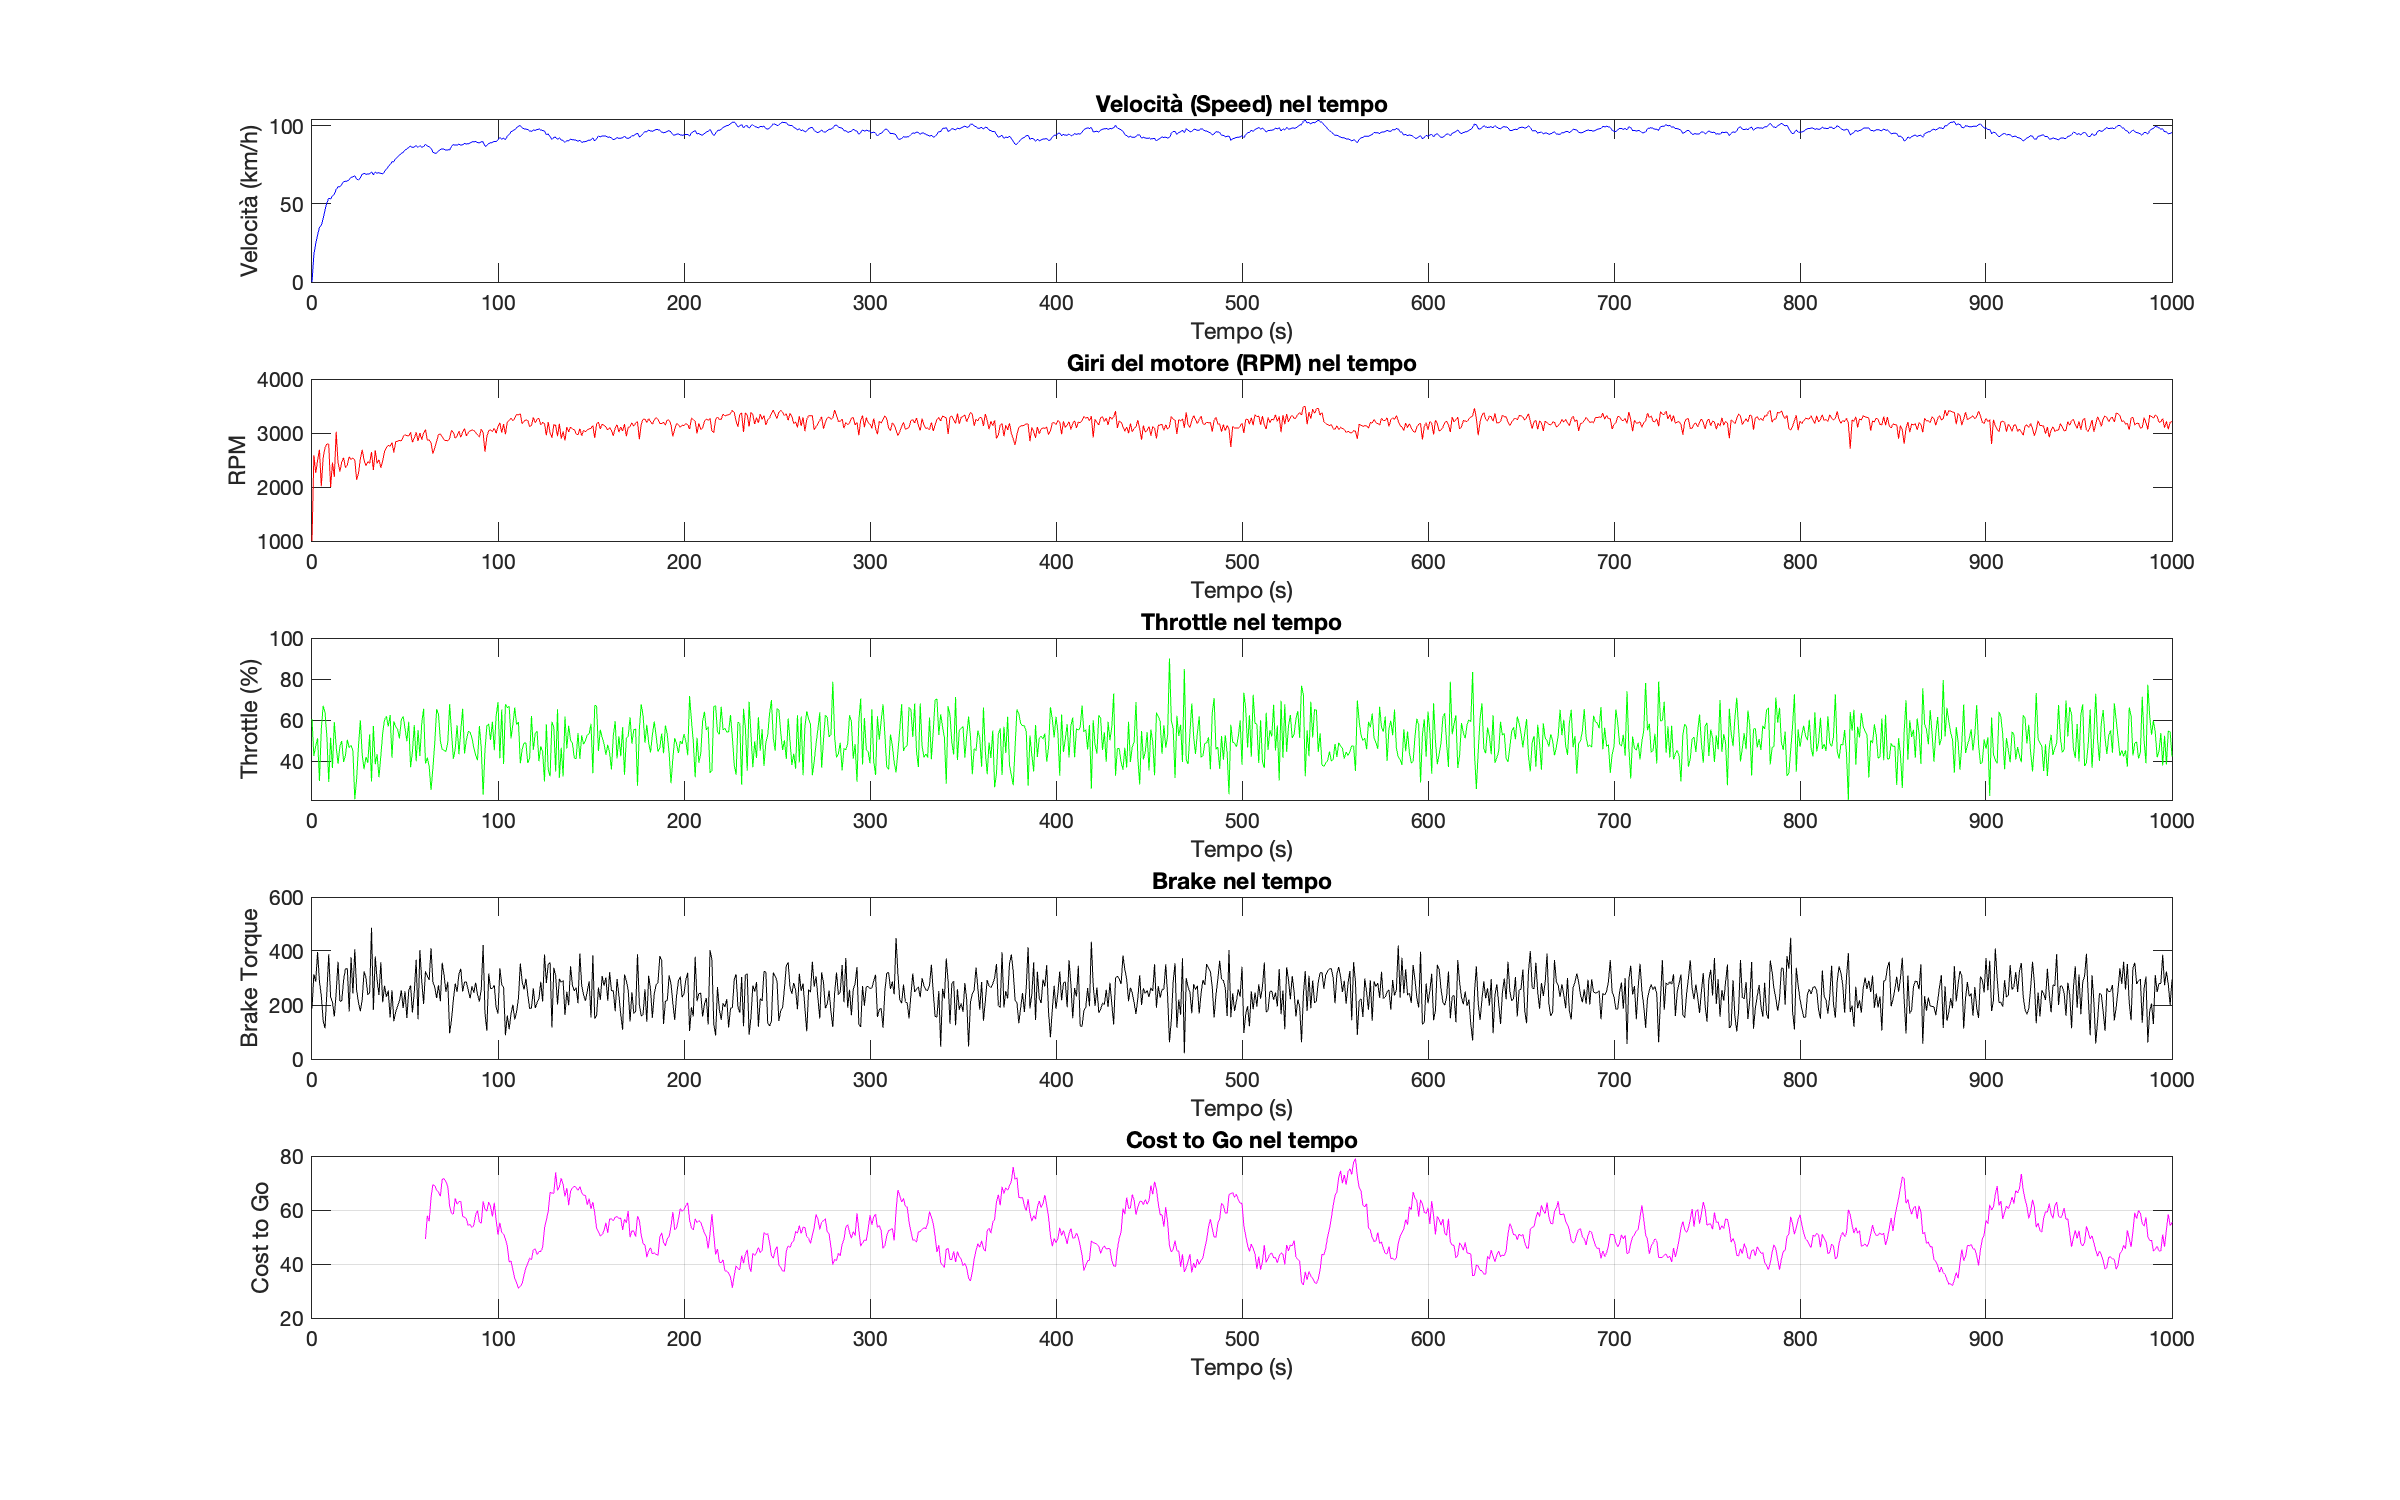 Velocità (Speed) nel tempo
Velocità (km/h)
100
50
0
0 100 200 300 400 500 600 700 800 900 1000
Tempo (s)
Giri del motore (RPM) nel tempo
RPM
4000
3000
2000
1000
0 100 200 300 400 500 600 700 800 900 1000
Tempo (s)
Throttle nel tempo
Throttle (%)
100
80
60
40
0 100 200 300 400 500 600 700 800 900 1000
Tempo (s)
Brake nel tempo
Brake Torque
600
400
200
0
0 100 200 300 400 500 600 700 800 900 1000
Tempo (s)
Cost to Go nel tempo
Cost to Go
80
60
40
20
0 100 200 300 400 500 600 700 800 900 1000
Tempo (s)